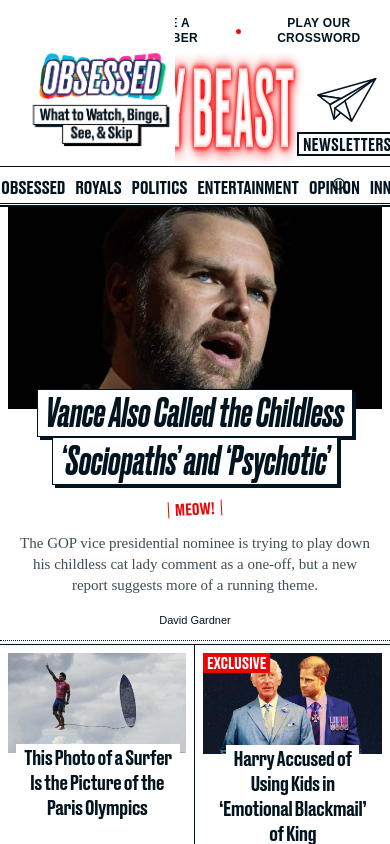 E A
BER
PLAY OUR
CROSSWORD
OBSESSED
What to Watch, Binge,
See, & Skip
Y BEAST
NEWSLETTERS
OBSESSED ROYALS POLITICS ENTERTAINMENT OPINION INN
Vance Also Called the Childless
‘Sociopaths’ and ‘Psychotic’
MEOW!
The GOP vice presidential nominee is trying to play down
his childless cat lady comment as a one-off, but a new
report suggests more of a running theme.
David Gardner
This Photo of a Surfer
Is the Picture of the
Paris Olympics
EXCLUSIVE
Harry Accused of
Using Kids in
‘Emotional Blackmail’
of King